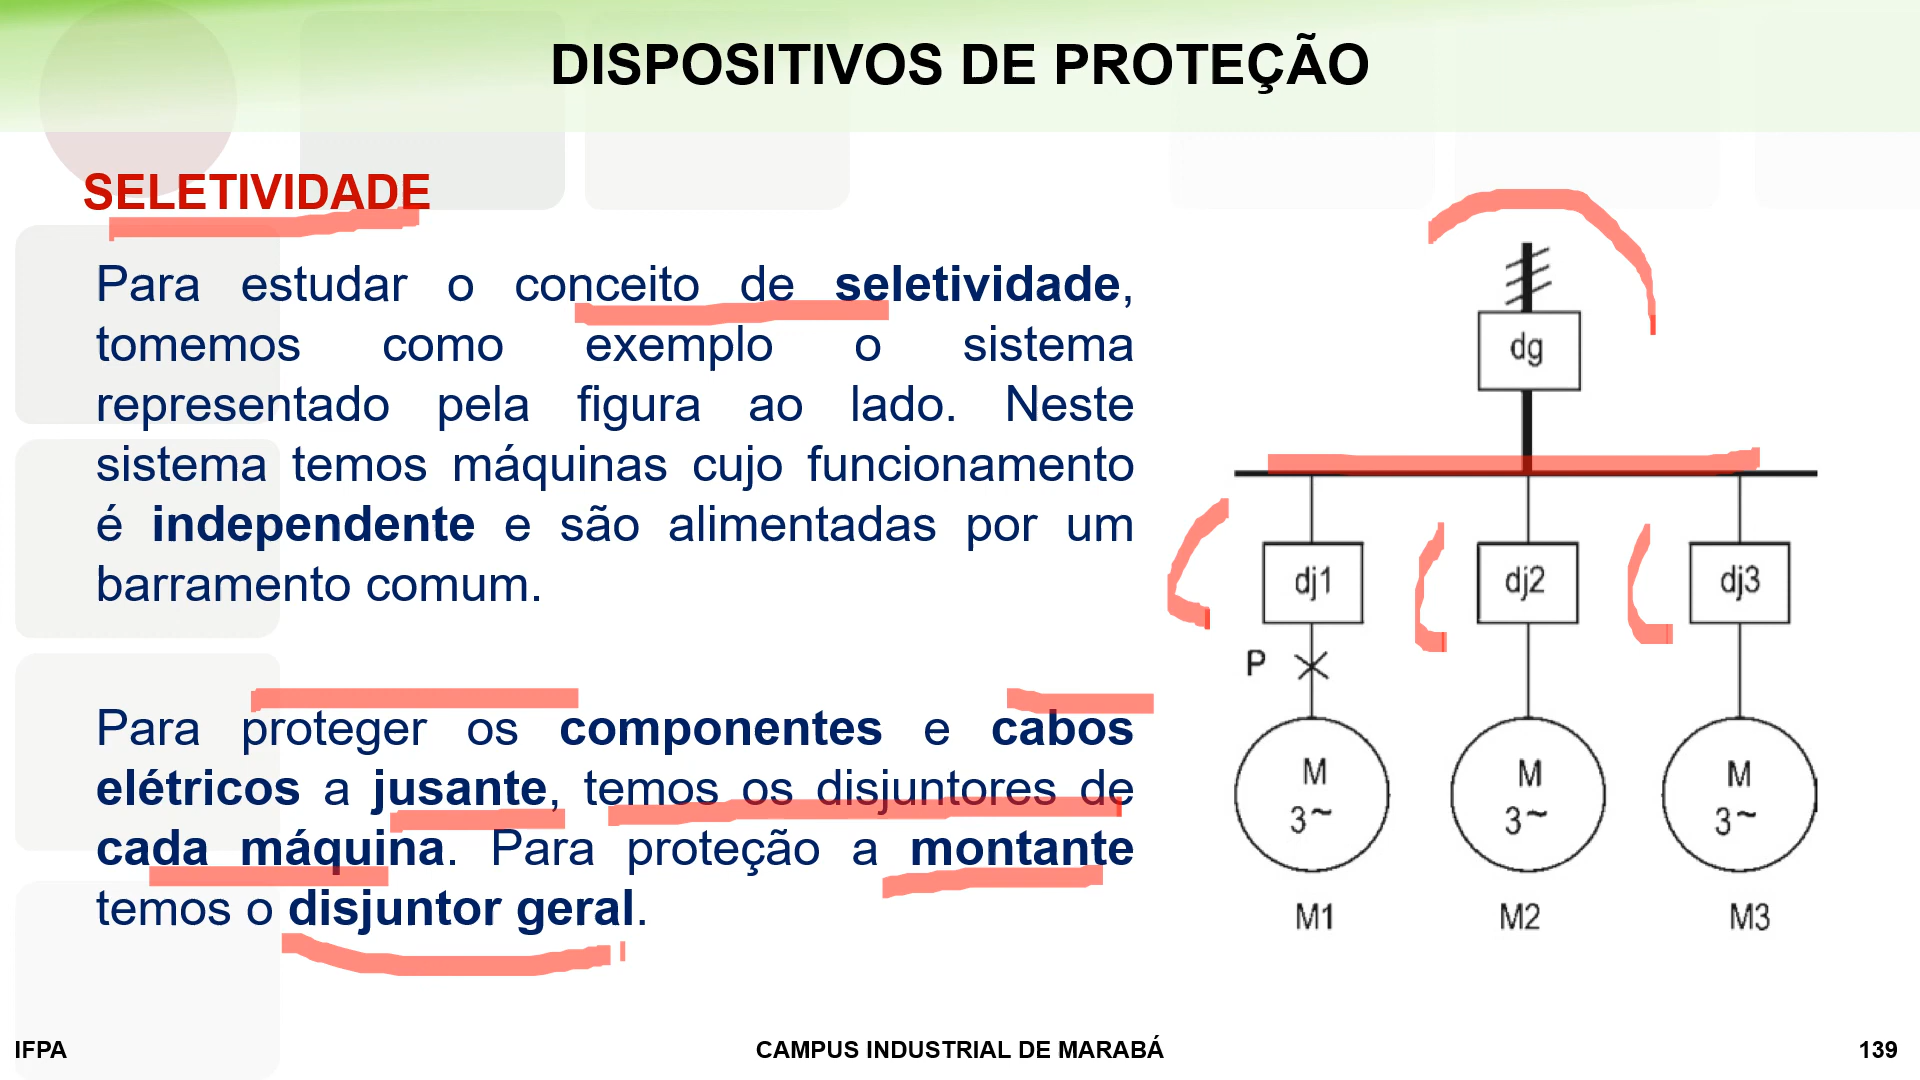 DISPOSITIVOS DE PROTEÇÃO
SELETIVIDADE
Para estudar o conceito de seletividade,
tomemos como exemplo o sistema
representado pela figura ao lado. Neste
sistema temos máquinas cujo funcionamento
é independente e são alimentadas por um
barramento comum.
Para proteger os componentes e cabos
elétricos a jusante, temos os disjuntores de
cada máquina. Para proteção a montante
temos o disjuntor geral.
dg
dj1 dj2 dj3
P
M M M
3~ 3~ 3~
M1 M2 M3
IFPA CAMPUS INDUSTRIAL DE MARABÁ 139